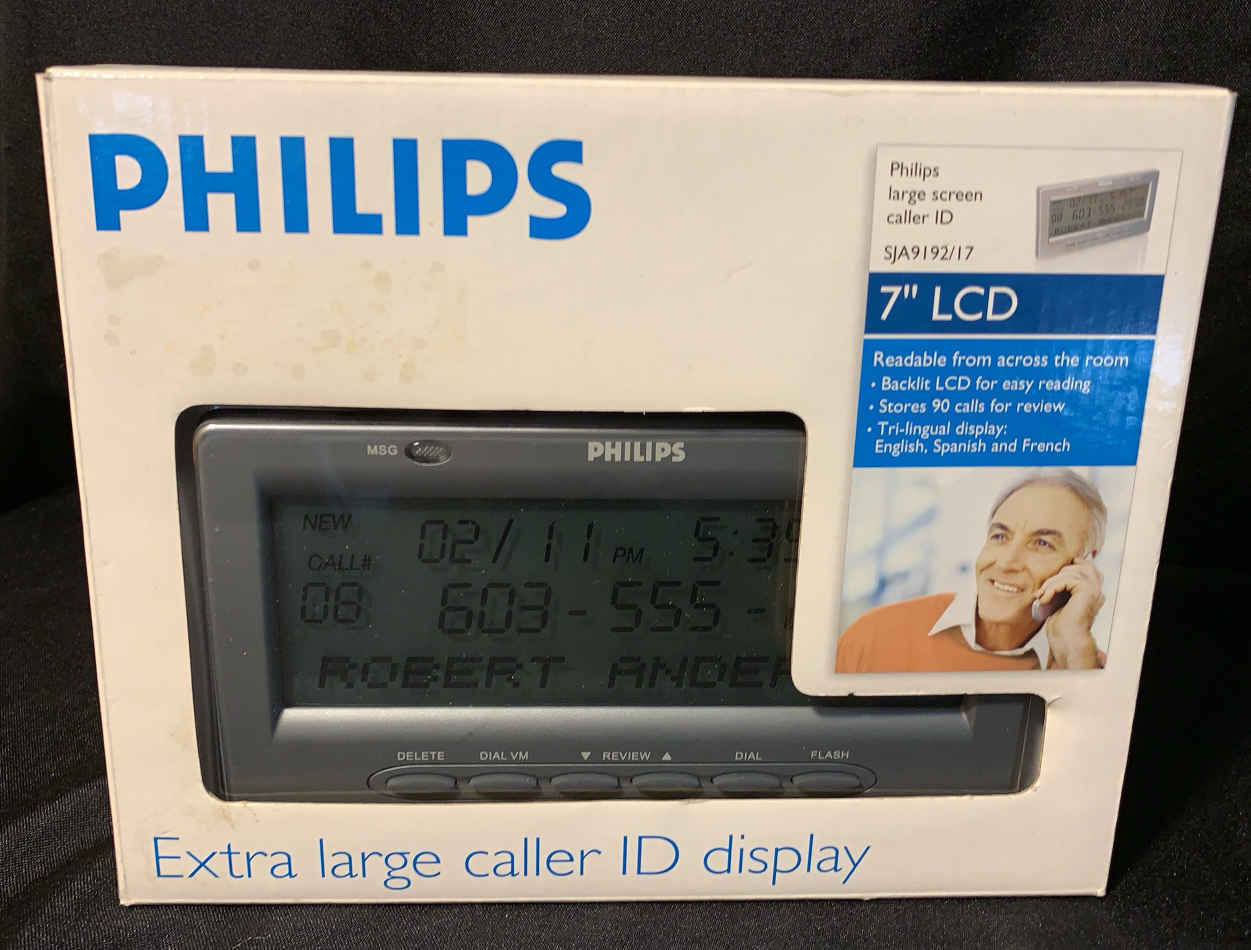 PHILIPS
Philips
large screen
caller ID
SJA9192/17
7" LCD
Readable from across the room
• Backlit LCD for easy reading
• Stores 90 calls for review
• Tri-lingual display:
English, Spanish and French
MSG
PHILIPS
NEW 02/11 PM 5:35
CALL#
08 603-555-
ROBERT ANDER
DELETE DIAL VM ▼ REVIEW ▲ DIAL FLASH
Extra large caller ID display